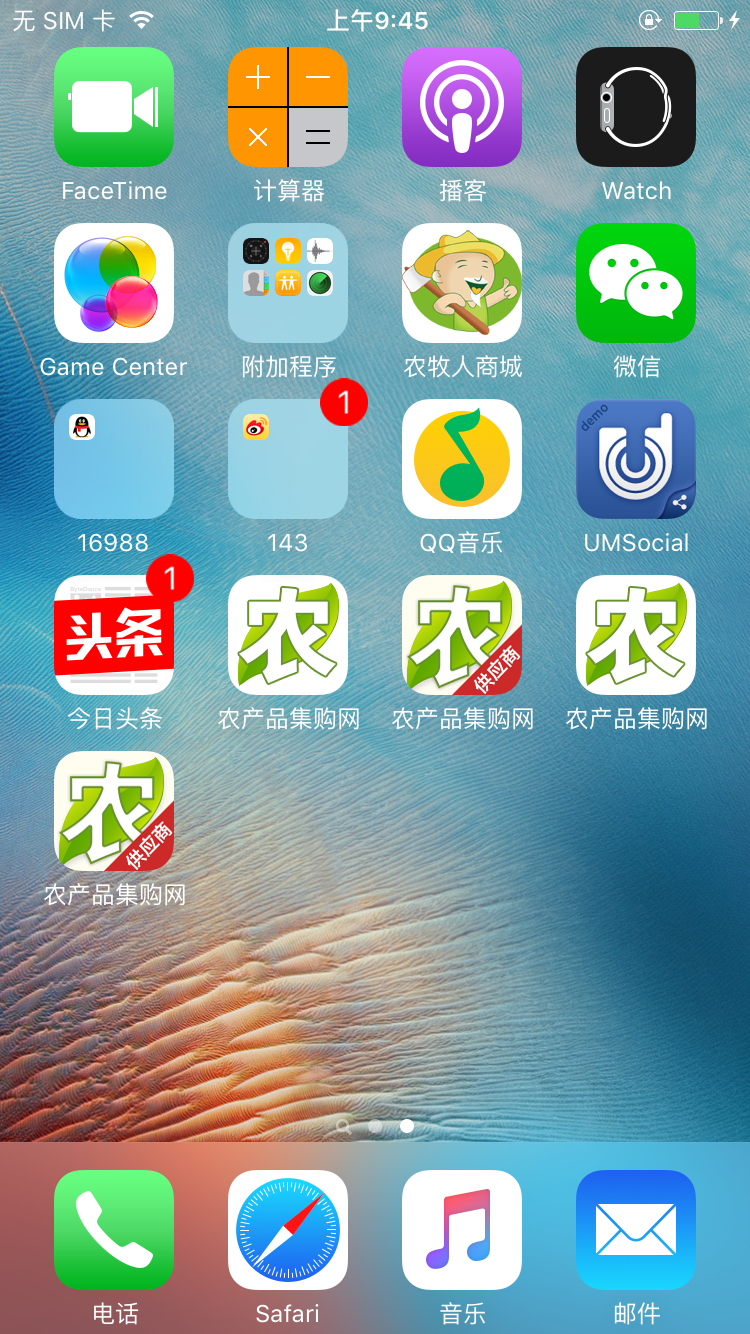 无 SIM 卡
上午9:45
FaceTime
计算器
播客
Watch
Game Center
附加程序
农牧人商城
微信
1
demo
16988
143
QQ音乐
UMSocial
1
头条
农
农
供应商
农
今日头条
农产品集购网
农产品集购网
农产品集购网
农
供应商
农产品集购网
电话
Safari
音乐
邮件